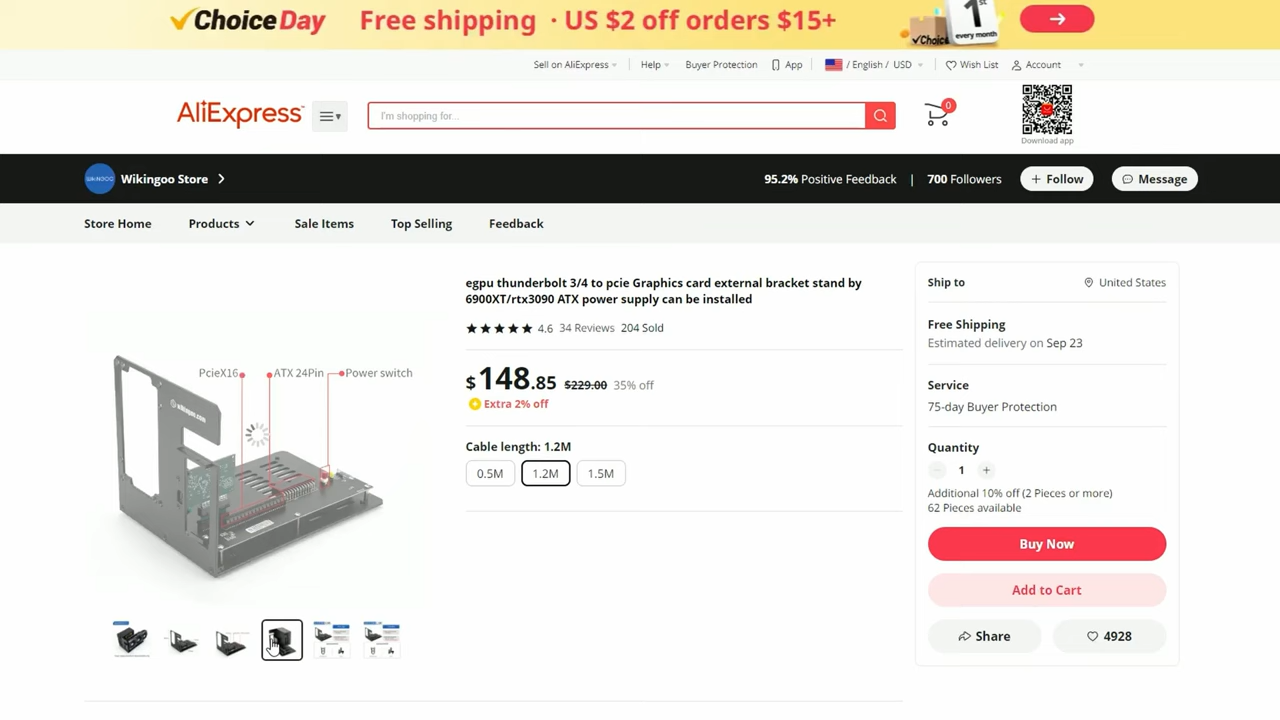 ChoiceDay
Free shipping · US $2 off orders $15+
1st
every month
Choice
Sell on AliExpress
Help
Buyer Protection
App
/ English / USD
Wish List
Account
AliExpress
I'm shopping for...
0
Download app
WIKINGOO
Wikingoo Store
95.2% Positive Feedback | 700 Followers
+ Follow
Message
Store Home
Products
Sale Items
Top Selling
Feedback
egpu thunderbolt 3/4 to pcie Graphics card external bracket stand by
6900XT/rtx3090 ATX power supply can be installed
4.6 34 Reviews 204 Sold
$148.85 $229.00 35% off
Extra 2% off
Cable length: 1.2M
0.5M
1.2M
1.5M
PcieX16
ATX 24Pin
Power switch
Ship to
United States
Free Shipping
Estimated delivery on Sep 23
Service
75-day Buyer Protection
Quantity
- 1 +
Additional 10% off (2 Pieces or more)
62 Pieces available
Buy Now
Add to Cart
Share
4928